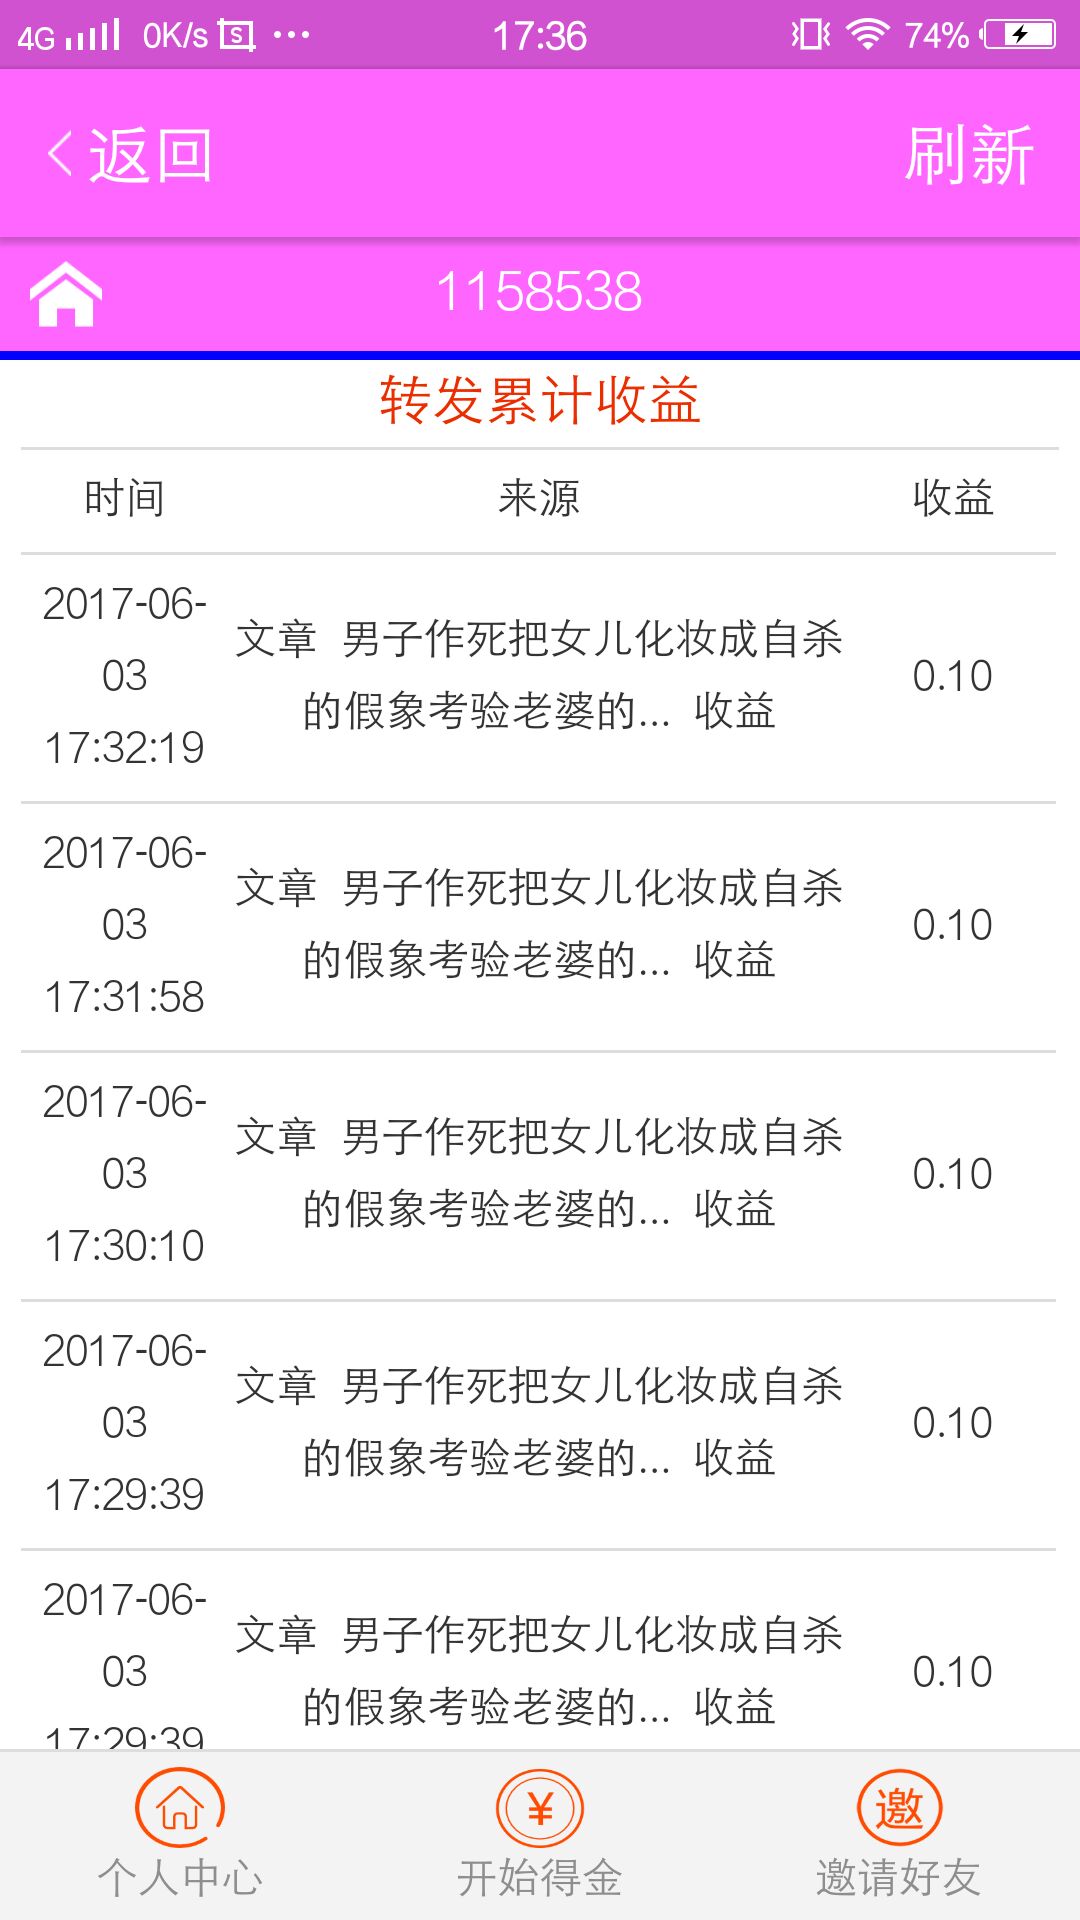 4G 0K/s S ... 17:36 74%
返回 刷新
1158538
转发累计收益
时间 来源 收益
2017-06-
03
17:32:19
文章 男子作死把女儿化妆成自杀
的假象考验老婆的... 收益
0.10
2017-06-
03
17:31:58
文章 男子作死把女儿化妆成自杀
的假象考验老婆的... 收益
0.10
2017-06-
03
17:30:10
文章 男子作死把女儿化妆成自杀
的假象考验老婆的... 收益
0.10
2017-06-
03
17:29:39
文章 男子作死把女儿化妆成自杀
的假象考验老婆的... 收益
0.10
2017-06-
03
17:29:39
文章 男子作死把女儿化妆成自杀
的假象考验老婆的... 收益
0.10
¥ 邀
个人中心 开始得金 邀请好友